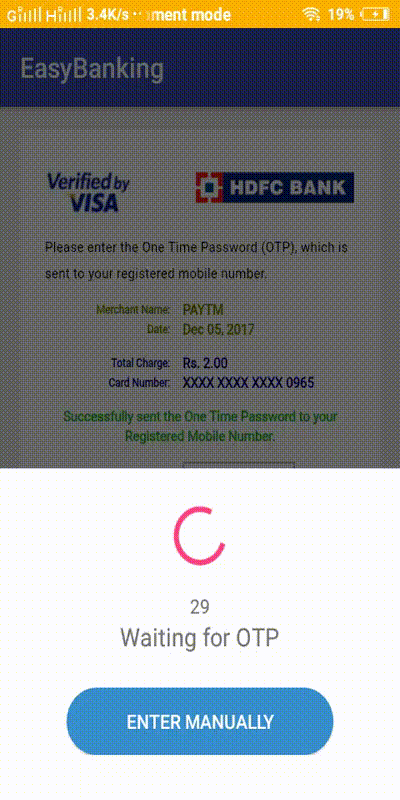 G H 3.4K/s ·· ment mode 19%
EasyBanking
Verified by
VISA
HDFC BANK
Please enter the One Time Password (OTP), which is
sent to your registered mobile number.
Merchant Name: PAYTM
Date: Dec 05, 2017
Total Charge: Rs. 2.00
Card Number: XXXX XXXX XXXX 0965
Successfully sent the One Time Password to your
Registered Mobile Number.
29
Waiting for OTP
ENTER MANUALLY